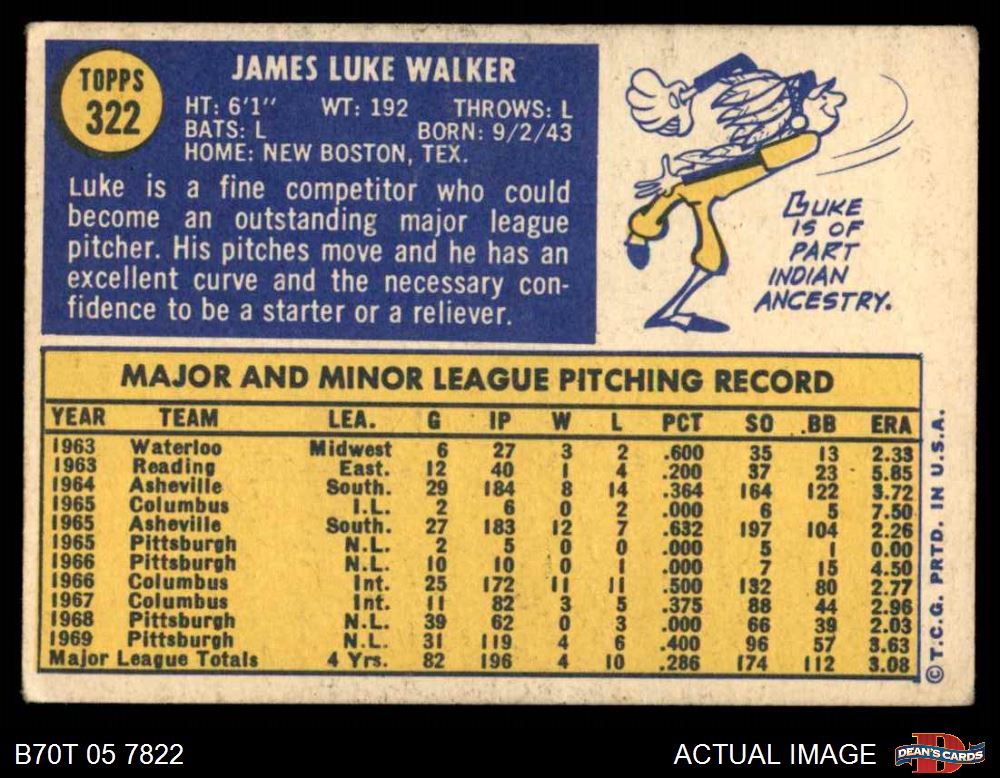 TOPPS
322
JAMES LUKE WALKER
HT: 6'1" WT: 192 THROWS: L
BATS: L BORN: 9/2/43
HOME: NEW BOSTON, TEX.
Luke is a fine competitor who could
become an outstanding major league
pitcher. His pitches move and he has an
excellent curve and the necessary con-
fidence to be a starter or a reliever.
LUKE
IS OF
PART
INDIAN
ANCESTRY.
MAJOR AND MINOR LEAGUE PITCHING RECORD
YEAR TEAM LEA. G IP W L PCT SO BB ERA
1963 Waterloo Midwest 6 27 3 2 .600 35 13 2.33
1963 Reading East. 12 40 1 4 .200 37 23 5.85
1964 Asheville South. 29 184 8 14 .364 164 122 3.72
1965 Columbus I.L. 2 6 0 2 .000 6 5 7.50
1965 Asheville South. 27 183 12 7 .632 197 104 2.26
1965 Pittsburgh N.L. 2 5 0 0 .000 5 1 0.00
1966 Pittsburgh N.L. 10 10 0 1 .000 7 15 4.50
1966 Columbus Int. 25 172 11 11 .500 132 80 2.77
1967 Columbus Int. 11 82 3 5 .375 88 44 2.96
1968 Pittsburgh N.L. 39 62 0 3 .000 66 39 2.03
1969 Pittsburgh N.L. 31 119 4 6 .400 96 57 3.63
Major League Totals 4 Yrs. 82 196 4 10 .286 174 112 3.08
© T.C.G. PRTD. IN U.S.A.
B70T 05 7822
ACTUAL IMAGE
DEAN'S CARDS